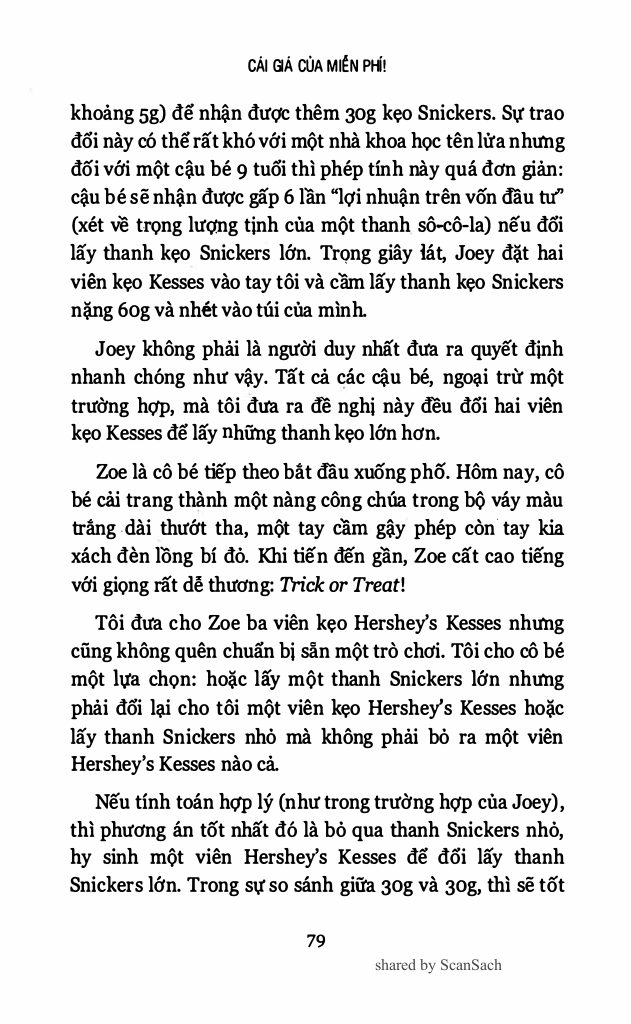 CÁI GIÁ CỦA MIỄN PHÍ!
khoảng 5g) để nhận được thêm 30g kẹo Snickers. Sự trao
đổi này có thể rất khó với một nhà khoa học tên lửa nhưng
đối với một cậu bé 9 tuổi thì phép tính này quá đơn giản:
cậu bé sẽ nhận được gấp 6 lần “lợi nhuận trên vốn đầu tư”
(xét về trọng lượng tịnh của một thanh sô-cô-la) nếu đổi
lấy thanh kẹo Snickers lớn. Trong giây lát, Joey đặt hai
viên kẹo Kesses vào tay tôi và cầm lấy thanh kẹo Snickers
nặng 60g và nhét vào túi của mình.
Joey không phải là người duy nhất đưa ra quyết định
nhanh chóng như vậy. Tất cả các cậu bé, ngoại trừ một
trường hợp, mà tôi đưa ra đề nghị này đều đổi hai viên
kẹo Kesses để lấy những thanh kẹo lớn hơn.
Zoe là cô bé tiếp theo bắt đầu xuống phố. Hôm nay, cô
bé cải trang thành một nàng công chúa trong bộ váy màu
trắng dài thướt tha, một tay cầm gậy phép còn tay kia
xách đèn lồng bí đỏ. Khi tiến đến gần, Zoe cất cao tiếng
với giọng rất dễ thương: Trick or Treat!
Tôi đưa cho Zoe ba viên kẹo Hershey’s Kesses nhưng
cũng không quên chuẩn bị sẵn một trò chơi. Tôi cho cô bé
một lựa chọn: hoặc lấy một thanh Snickers lớn nhưng
phải đổi lại cho tôi một viên kẹo Hershey’s Kesses hoặc
lấy thanh Snickers nhỏ mà không phải bỏ ra một viên
Hershey’s Kesses nào cả.
Nếu tính toán hợp lý (như trong trường hợp của Joey),
thì phương án tốt nhất đó là bỏ qua thanh Snickers nhỏ,
hy sinh một viên Hershey’s Kesses để đổi lấy thanh
Snickers lớn. Trong sự so sánh giữa 30g và 30g, thì sẽ tốt
79
shared by ScanSach